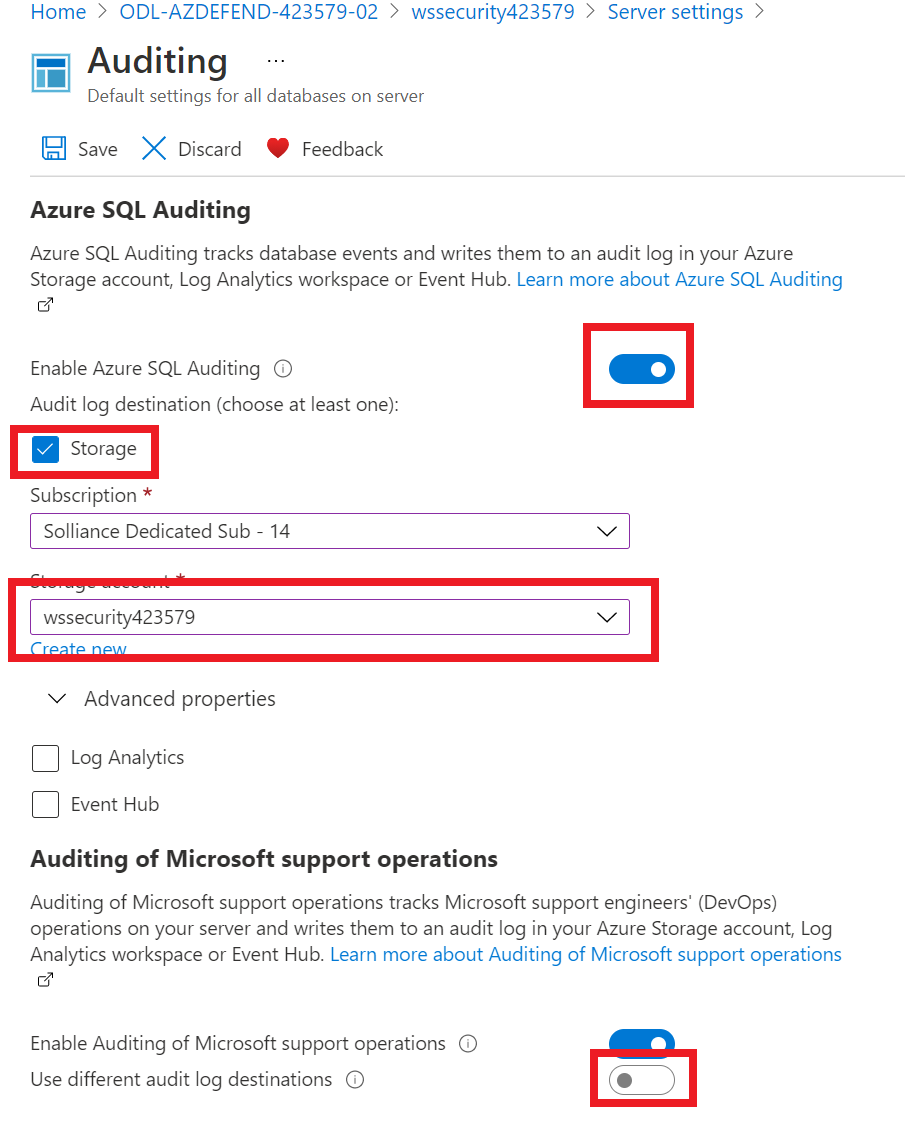 Home > ODL-AZDEFEND-423579-02 > wssecurity423579 > Server settings >
Auditing ...
Default settings for all databases on server
Save Discard Feedback
Azure SQL Auditing
Azure SQL Auditing tracks database events and writes them to an audit log in your Azure
Storage account, Log Analytics workspace or Event Hub. Learn more about Azure SQL Auditing
Enable Azure SQL Auditing
Audit log destination (choose at least one):
Storage
Subscription *
Solliance Dedicated Sub - 14
Storage account *
wssecurity423579
Create new
Advanced properties
Log Analytics
Event Hub
Auditing of Microsoft support operations
Auditing of Microsoft support operations tracks Microsoft support engineers' (DevOps)
operations on your server and writes them to an audit log in your Azure Storage account, Log
Analytics workspace or Event Hub. Learn more about Auditing of Microsoft support operations
Enable Auditing of Microsoft support operations
Use different audit log destinations